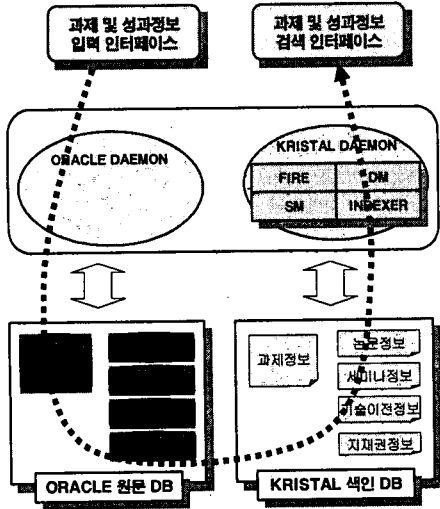 과제 및 성과정보
입력 인터페이스
과제 및 성과정보
검색 인터페이스
ORACLE DAEMON
KRISTAL DAEMON
FIRE
DM
SM
INDEXER
과제정보
논문정보
세미나정보
기술이전정보
지재권정보
ORACLE 원문 DB
KRISTAL 색인 DB